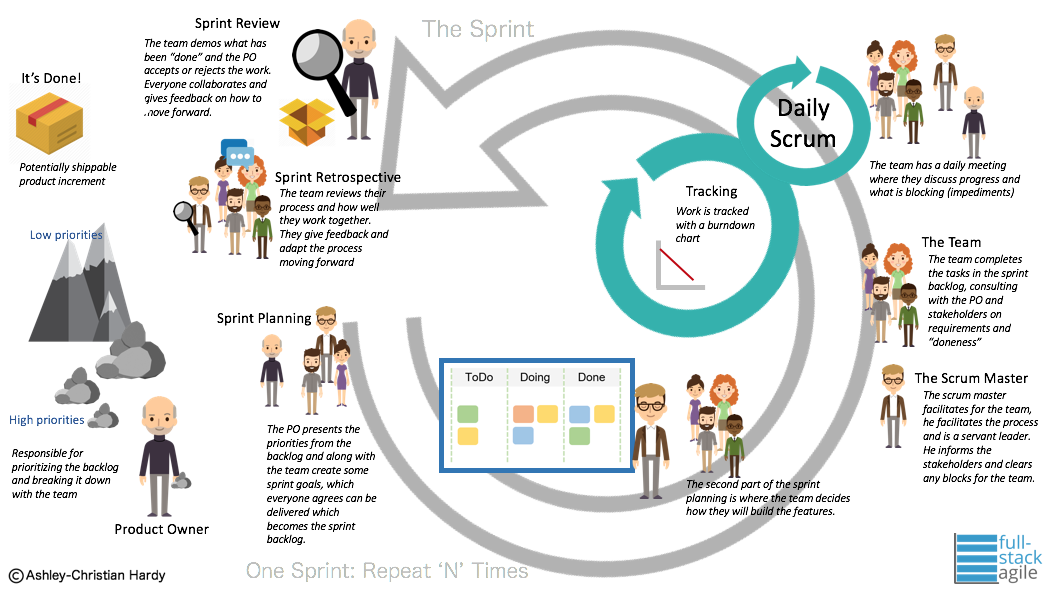 The Sprint
Sprint Review
The team demos what has
been “done” and the PO
accepts or rejects the work.
Everyone collaborates and
gives feedback on how to
move forward.
It’s Done!
Potentially shippable
product increment
Sprint Retrospective
The team reviews their
process and how well
they work together.
They give feedback and
adapt the process
moving forward
Daily
Scrum
The team has a daily meeting
where they discuss progress and
what is blocking (impediments)
Tracking
Work is tracked
with a burndown
chart
The Team
The team completes
the tasks in the sprint
backlog, consulting
with the PO and
stakeholders on
requirements and
“doneness”
Low priorities
High priorities
Responsible for
prioritizing the backlog
and breaking it down
with the team
Product Owner
Sprint Planning
The PO presents the
priorities from the
backlog and along with
the team create some
sprint goals, which
everyone agrees can be
delivered which
becomes the sprint
backlog.
ToDo Doing Done
The second part of the sprint
planning is where the team decides
how they will build the features.
The Scrum Master
The scrum master
facilitates for the team,
he facilitates the process
and is a servant leader.
He informs the
stakeholders and clears
any blocks for the team.
One Sprint: Repeat ‘N’ Times
©Ashley-Christian Hardy
full-
stack
agile